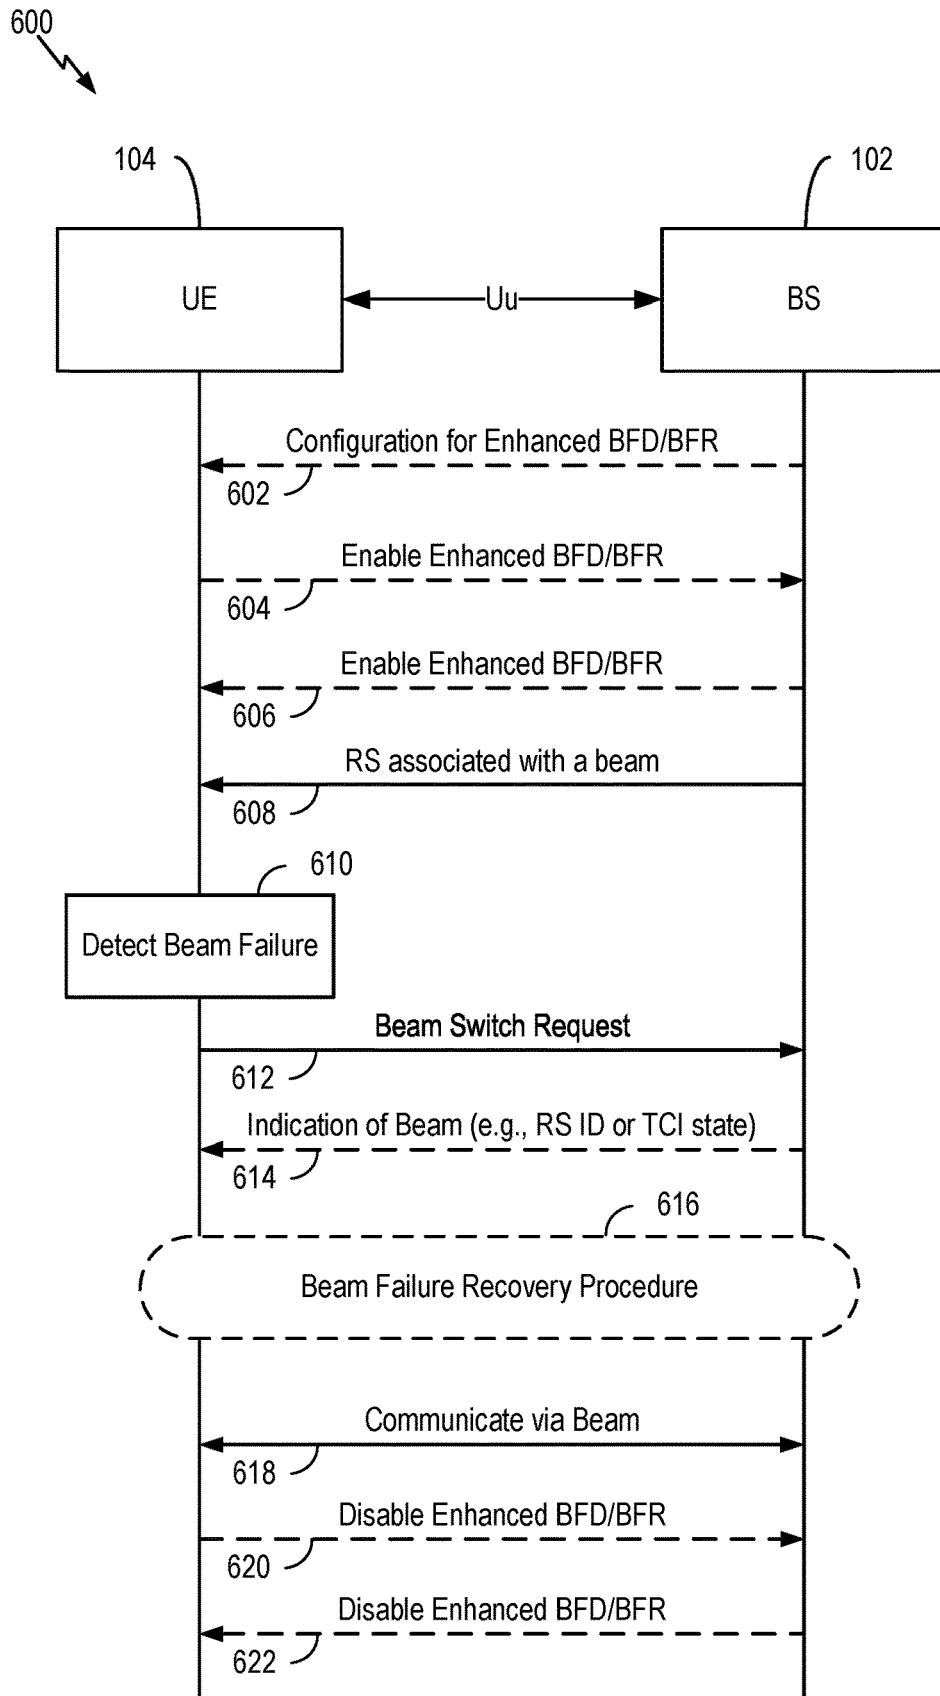 600
104
102
UE
Uu
BS
Configuration for Enhanced BFD/BFR
602
Enable Enhanced BFD/BFR
604
Enable Enhanced BFD/BFR
606
RS associated with a beam
608
610
Detect Beam Failure
Beam Switch Request
612
Indication of Beam (e.g., RS ID or TCI state)
614
616
Beam Failure Recovery Procedure
Communicate via Beam
618
Disable Enhanced BFD/BFR
620
Disable Enhanced BFD/BFR
622